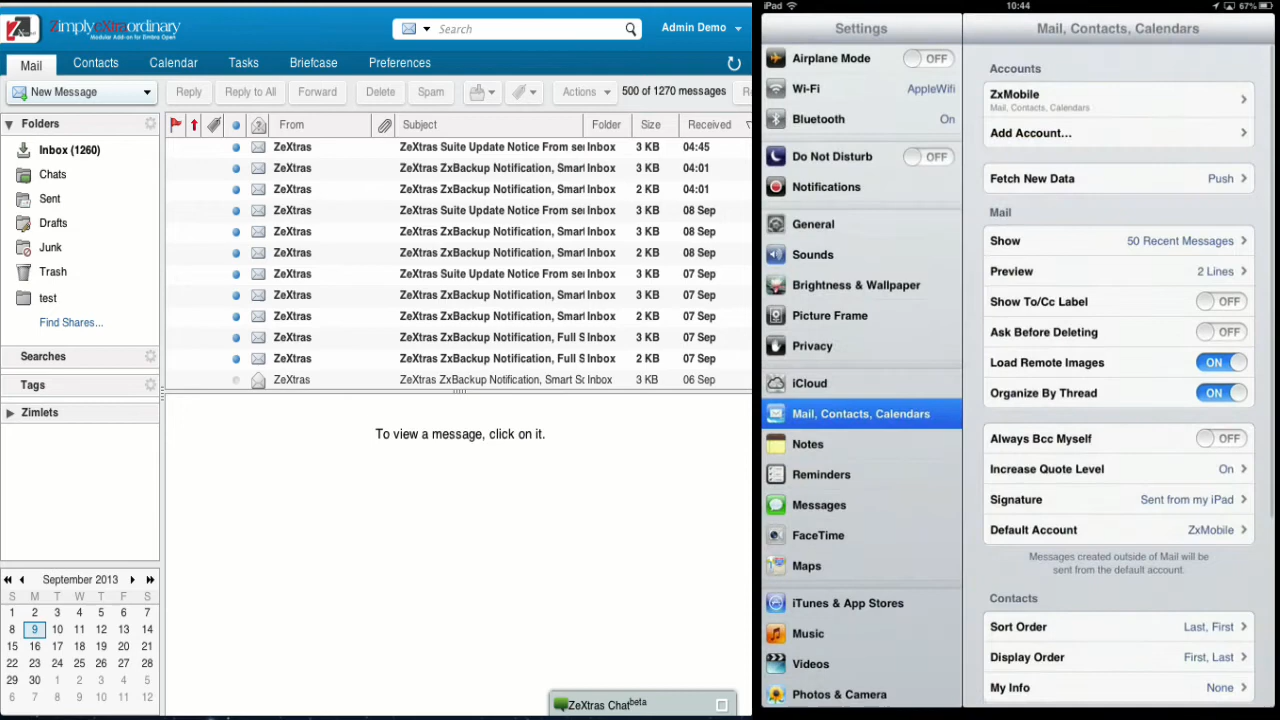 Zx
Zimply eXtraordinary
Modular Add-on for Zimbra Open
Search
Admin Demo
Mail Contacts Calendar Tasks Briefcase Preferences
New Message Reply Reply to All Forward Delete Spam Actions 500 of 1270 messages
Folders
Inbox (1260)
Chats
Sent
Drafts
Junk
Trash
test
Find Shares...
Searches
Tags
Zimlets
September 2013
S M T W T F S
1 2 3 4 5 6 7
8 9 10 11 12 13 14
15 16 17 18 19 20 21
22 23 24 25 26 27 28
29 30 1 2 3 4 5
6 7 8 9 10 11 12
From Subject Folder Size Received
ZeXtras ZeXtras Suite Update Notice From se Inbox 3 KB 04:45
ZeXtras ZeXtras ZxBackup Notification, Smart Inbox 3 KB 04:01
ZeXtras ZeXtras ZxBackup Notification, Smart Inbox 2 KB 04:01
ZeXtras ZeXtras Suite Update Notice From se Inbox 3 KB 08 Sep
ZeXtras ZeXtras ZxBackup Notification, Smart Inbox 3 KB 08 Sep
ZeXtras ZeXtras ZxBackup Notification, Smart Inbox 2 KB 08 Sep
ZeXtras ZeXtras Suite Update Notice From se Inbox 3 KB 07 Sep
ZeXtras ZeXtras ZxBackup Notification, Smart Inbox 3 KB 07 Sep
ZeXtras ZeXtras ZxBackup Notification, Smart Inbox 2 KB 07 Sep
ZeXtras ZeXtras ZxBackup Notification, Full S Inbox 3 KB 07 Sep
ZeXtras ZeXtras ZxBackup Notification, Full S Inbox 2 KB 07 Sep
ZeXtras ZeXtras ZxBackup Notification, Smart Sc Inbox 3 KB 06 Sep
To view a message, click on it.
ZeXtras Chat beta
iPad 10:44 67%
Settings
Airplane Mode OFF
Wi-Fi AppleWifi
Bluetooth On
Do Not Disturb OFF
Notifications
General
Sounds
Brightness & Wallpaper
Picture Frame
Privacy
iCloud
Mail, Contacts, Calendars
Notes
Reminders
Messages
FaceTime
Maps
iTunes & App Stores
Music
Videos
Photos & Camera
Mail, Contacts, Calendars
Accounts
ZxMobile
Mail, Contacts, Calendars
Add Account...
Fetch New Data Push
Mail
Show 50 Recent Messages
Preview 2 Lines
Show To/Cc Label OFF
Ask Before Deleting OFF
Load Remote Images ON
Organize By Thread ON
Always Bcc Myself OFF
Increase Quote Level On
Signature Sent from my iPad
Default Account ZxMobile
Messages created outside of Mail will be
sent from the default account.
Contacts
Sort Order Last, First
Display Order First, Last
My Info None